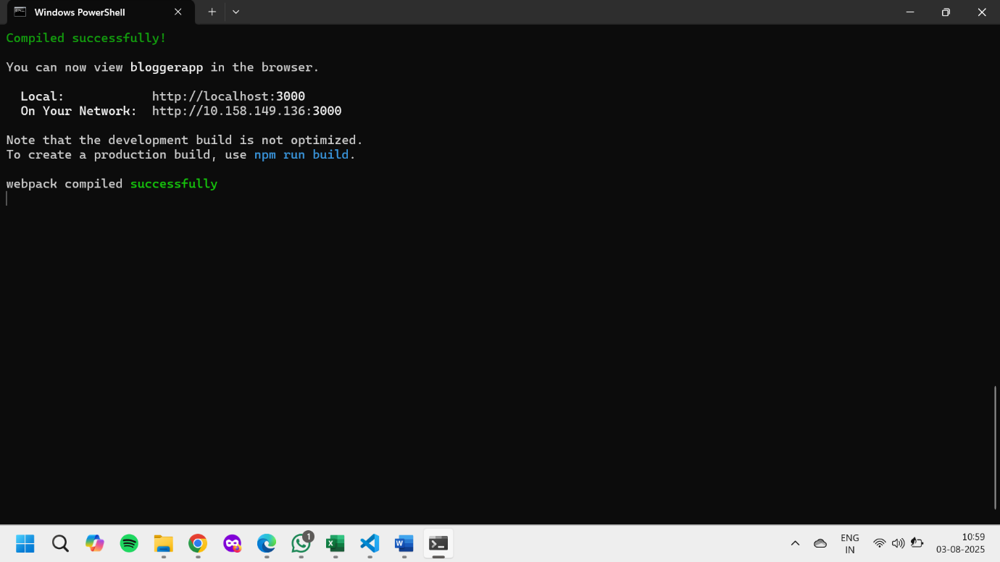 Windows PowerShell
Compiled successfully!
You can now view bloggerapp in the browser.
Local: http://localhost:3000
On Your Network: http://10.158.149.136:3000
Note that the development build is not optimized.
To create a production build, use npm run build.
webpack compiled successfully
1
ENG
IN
10:59
03-08-2025